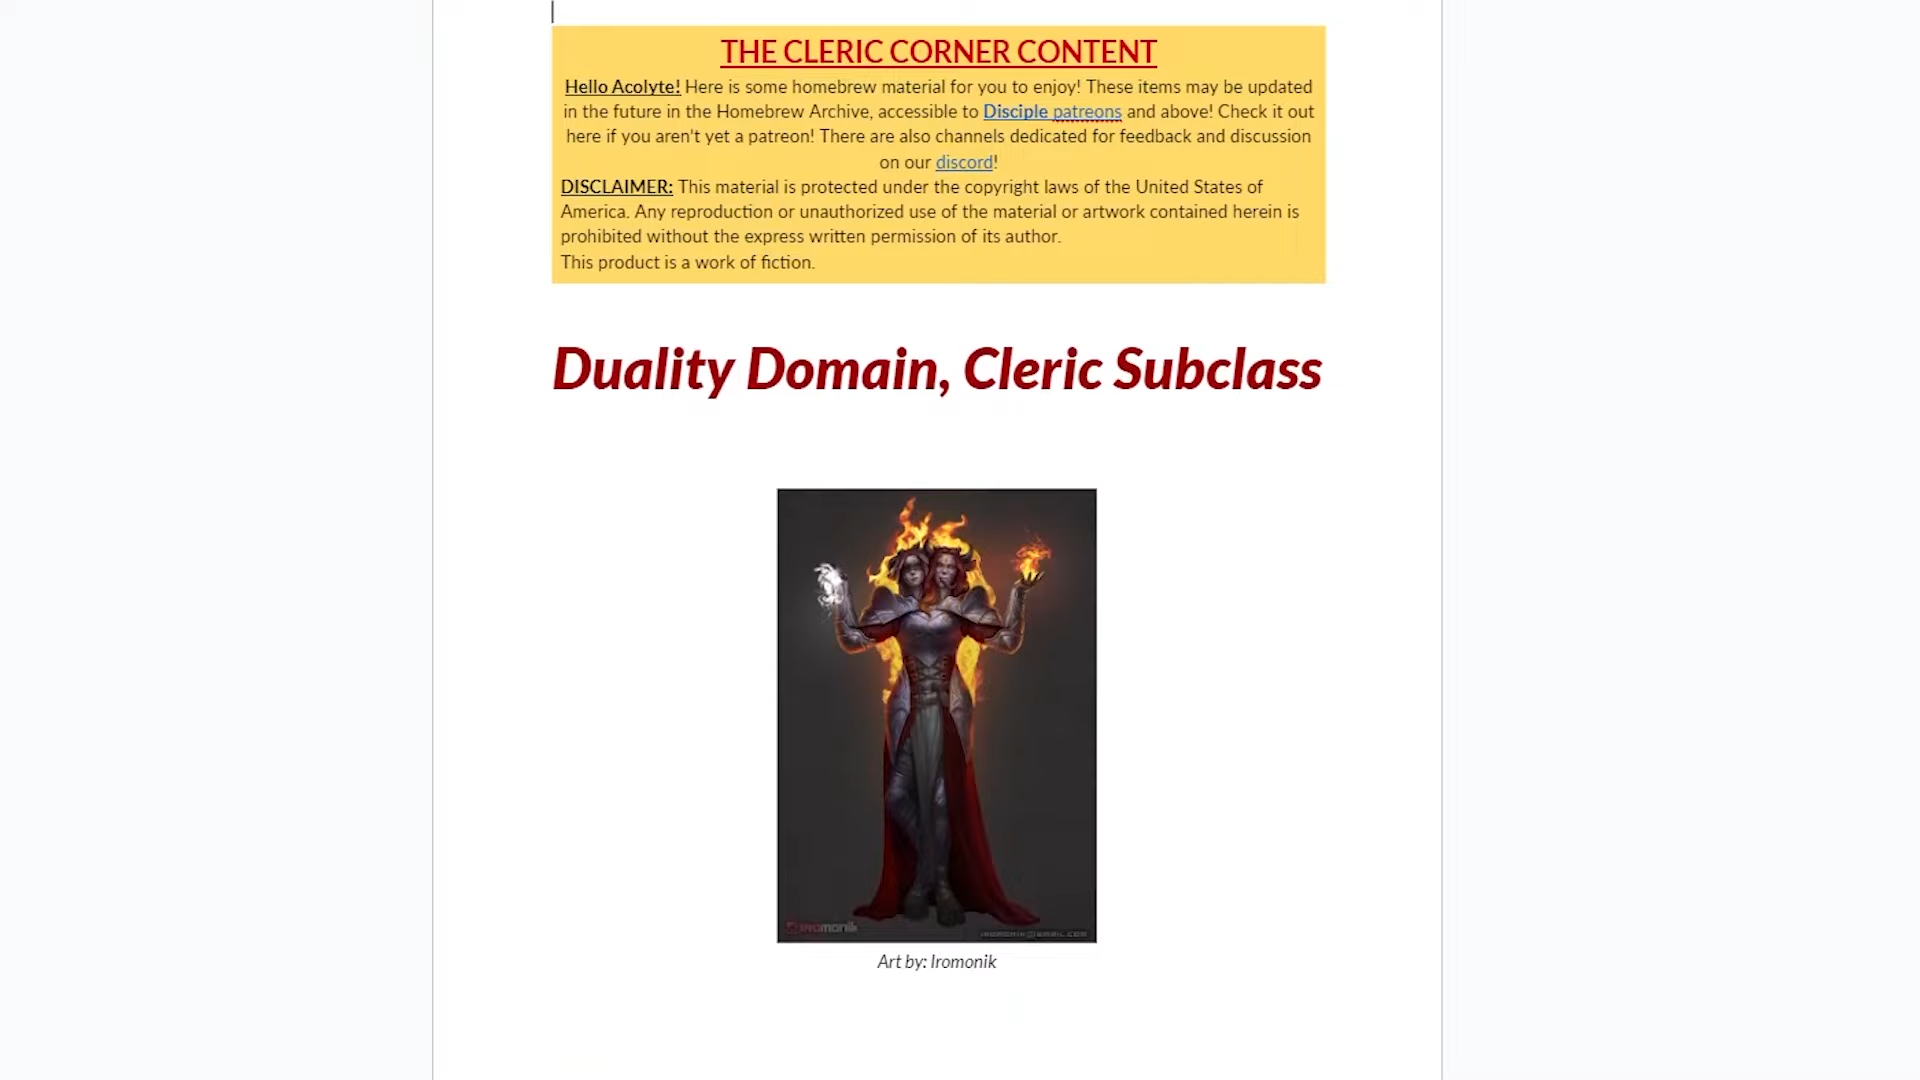 THE CLERIC CORNER CONTENT
Hello Acolyte! Here is some homebrew material for you to enjoy! These items may be updated
in the future in the Homebrew Archive, accessible to Disciple patreons and above! Check it out
here if you aren't yet a patreon! There are also channels dedicated for feedback and discussion
on our discord!
DISCLAIMER: This material is protected under the copyright laws of the United States of
America. Any reproduction or unauthorized use of the material or artwork contained herein is
prohibited without the express written permission of its author.
This product is a work of fiction.
Duality Domain, Cleric Subclass
Iromonik
Art by: Iromonik